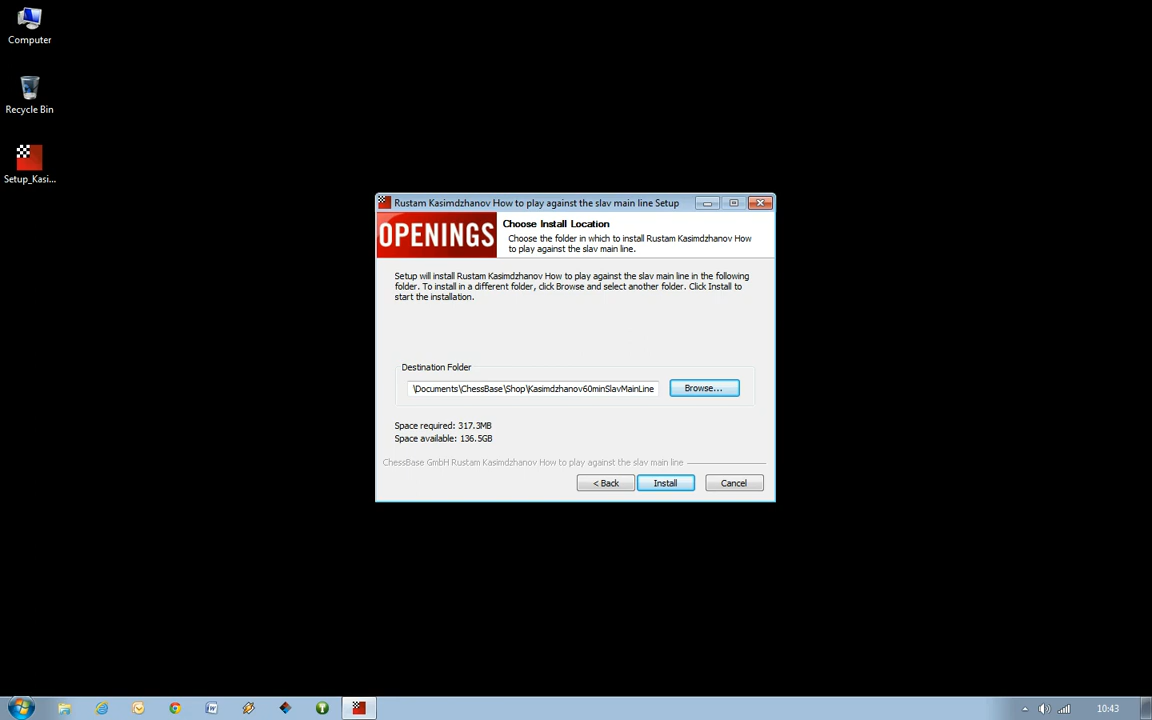 Computer
Recycle Bin
Setup_Kasi...
Rustam Kasimdzhanov How to play against the slav main line Setup
OPENINGS
Choose Install Location
Choose the folder in which to install Rustam Kasimdzhanov How
to play against the slav main line.
Setup will install Rustam Kasimdzhanov How to play against the slav main line in the following
folder. To install in a different folder, click Browse and select another folder. Click Install to
start the installation.
Destination Folder
\Documents\ChessBase\Shop\Kasimdzhanov60minSlavMainLine
Browse...
Space required: 317.3MB
Space available: 136.5GB
ChessBase GmbH Rustam Kasimdzhanov How to play against the slav main line
< Back
Install
Cancel
10:43